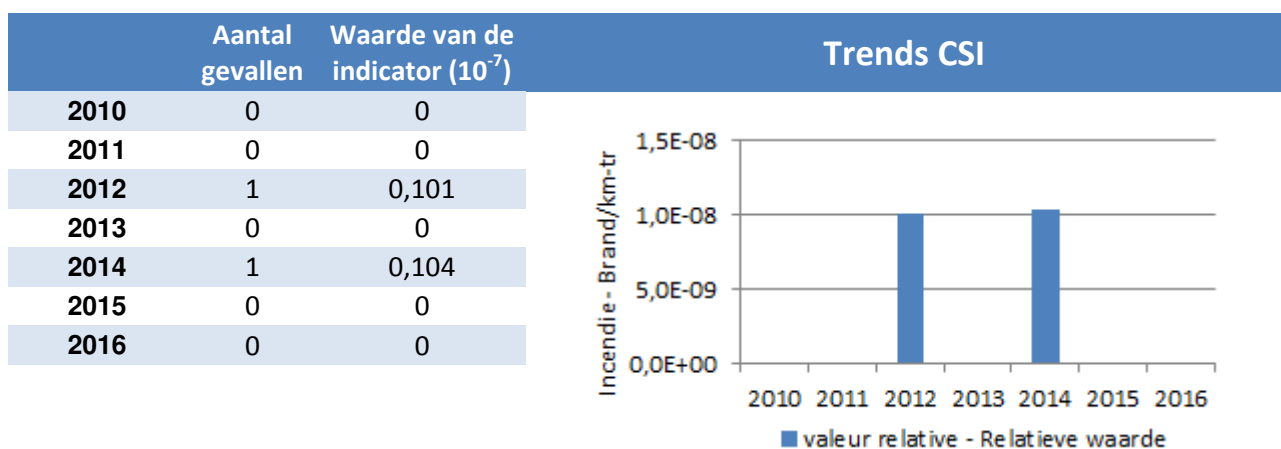 Aantal gevallen Waarde van de indicator (10⁻⁷)
2010 0 0
2011 0 0
2012 1 0,101
2013 0 0
2014 1 0,104
2015 0 0
2016 0 0
Trends CSI
Incendie - Brand/km-tr
1,5E-08
1,0E-08
5,0E-09
0,0E+00
2010 2011 2012 2013 2014 2015 2016
valeur relative - Relatieve waarde